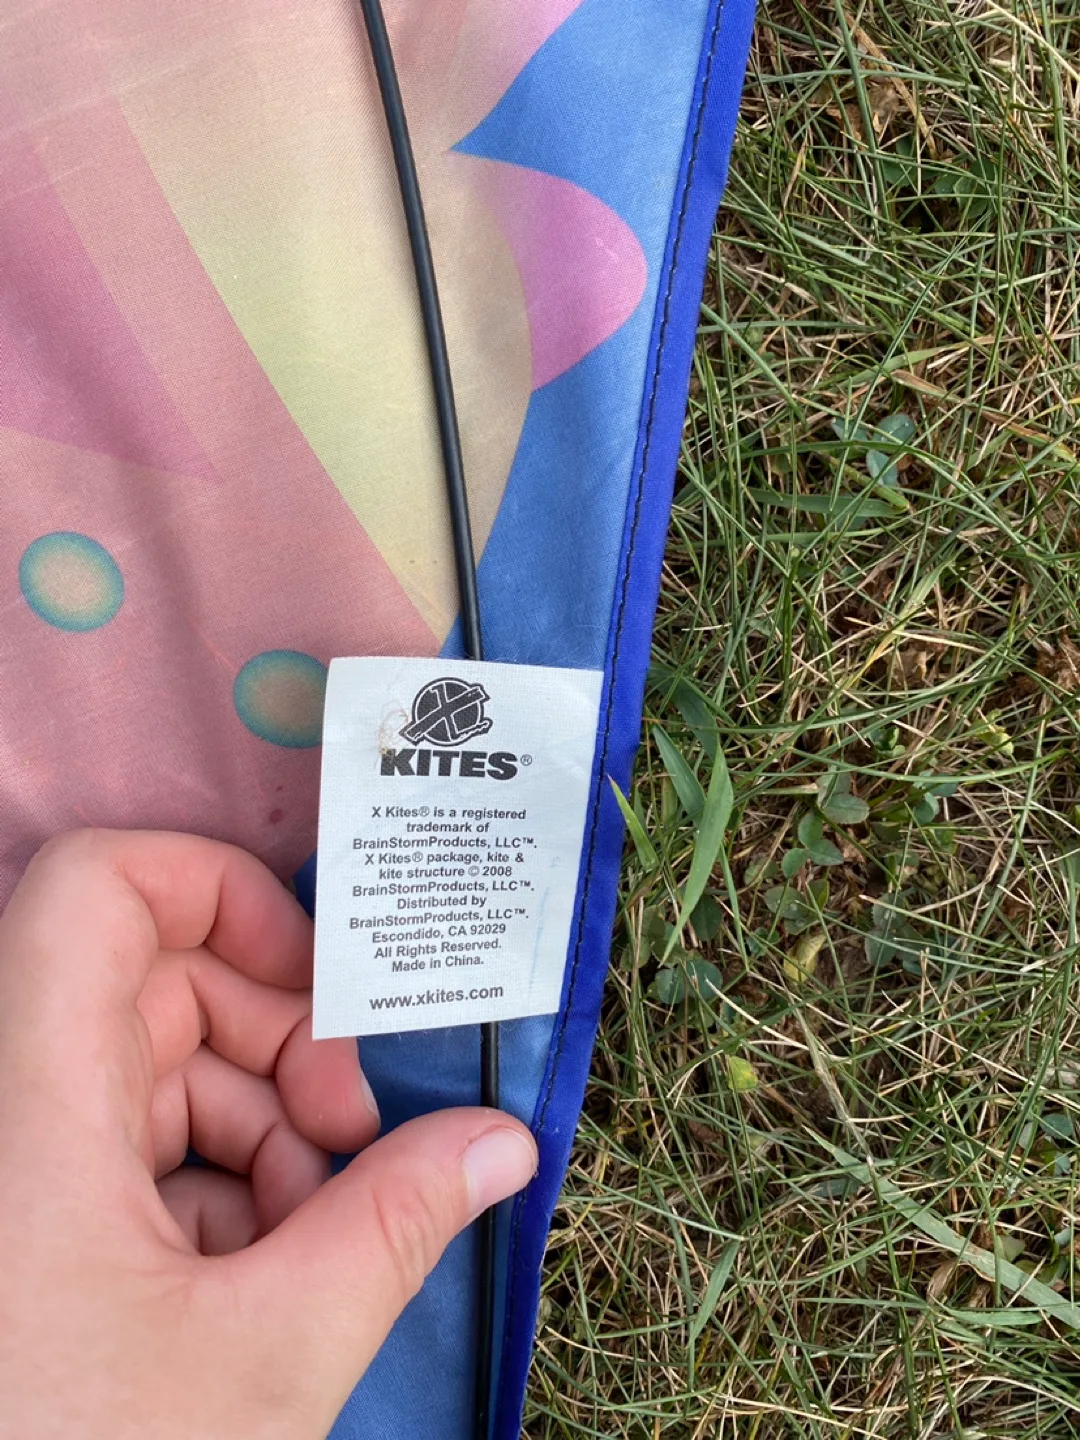 X
KITES®
X Kites® is a registered
trademark of
BrainStormProducts, LLC™.
X Kites® package, kite &
kite structure © 2008
BrainStormProducts, LLC™.
Distributed by
BrainStormProducts, LLC™.
Escondido, CA 92029
All Rights Reserved.
Made in China.
www.xkites.com